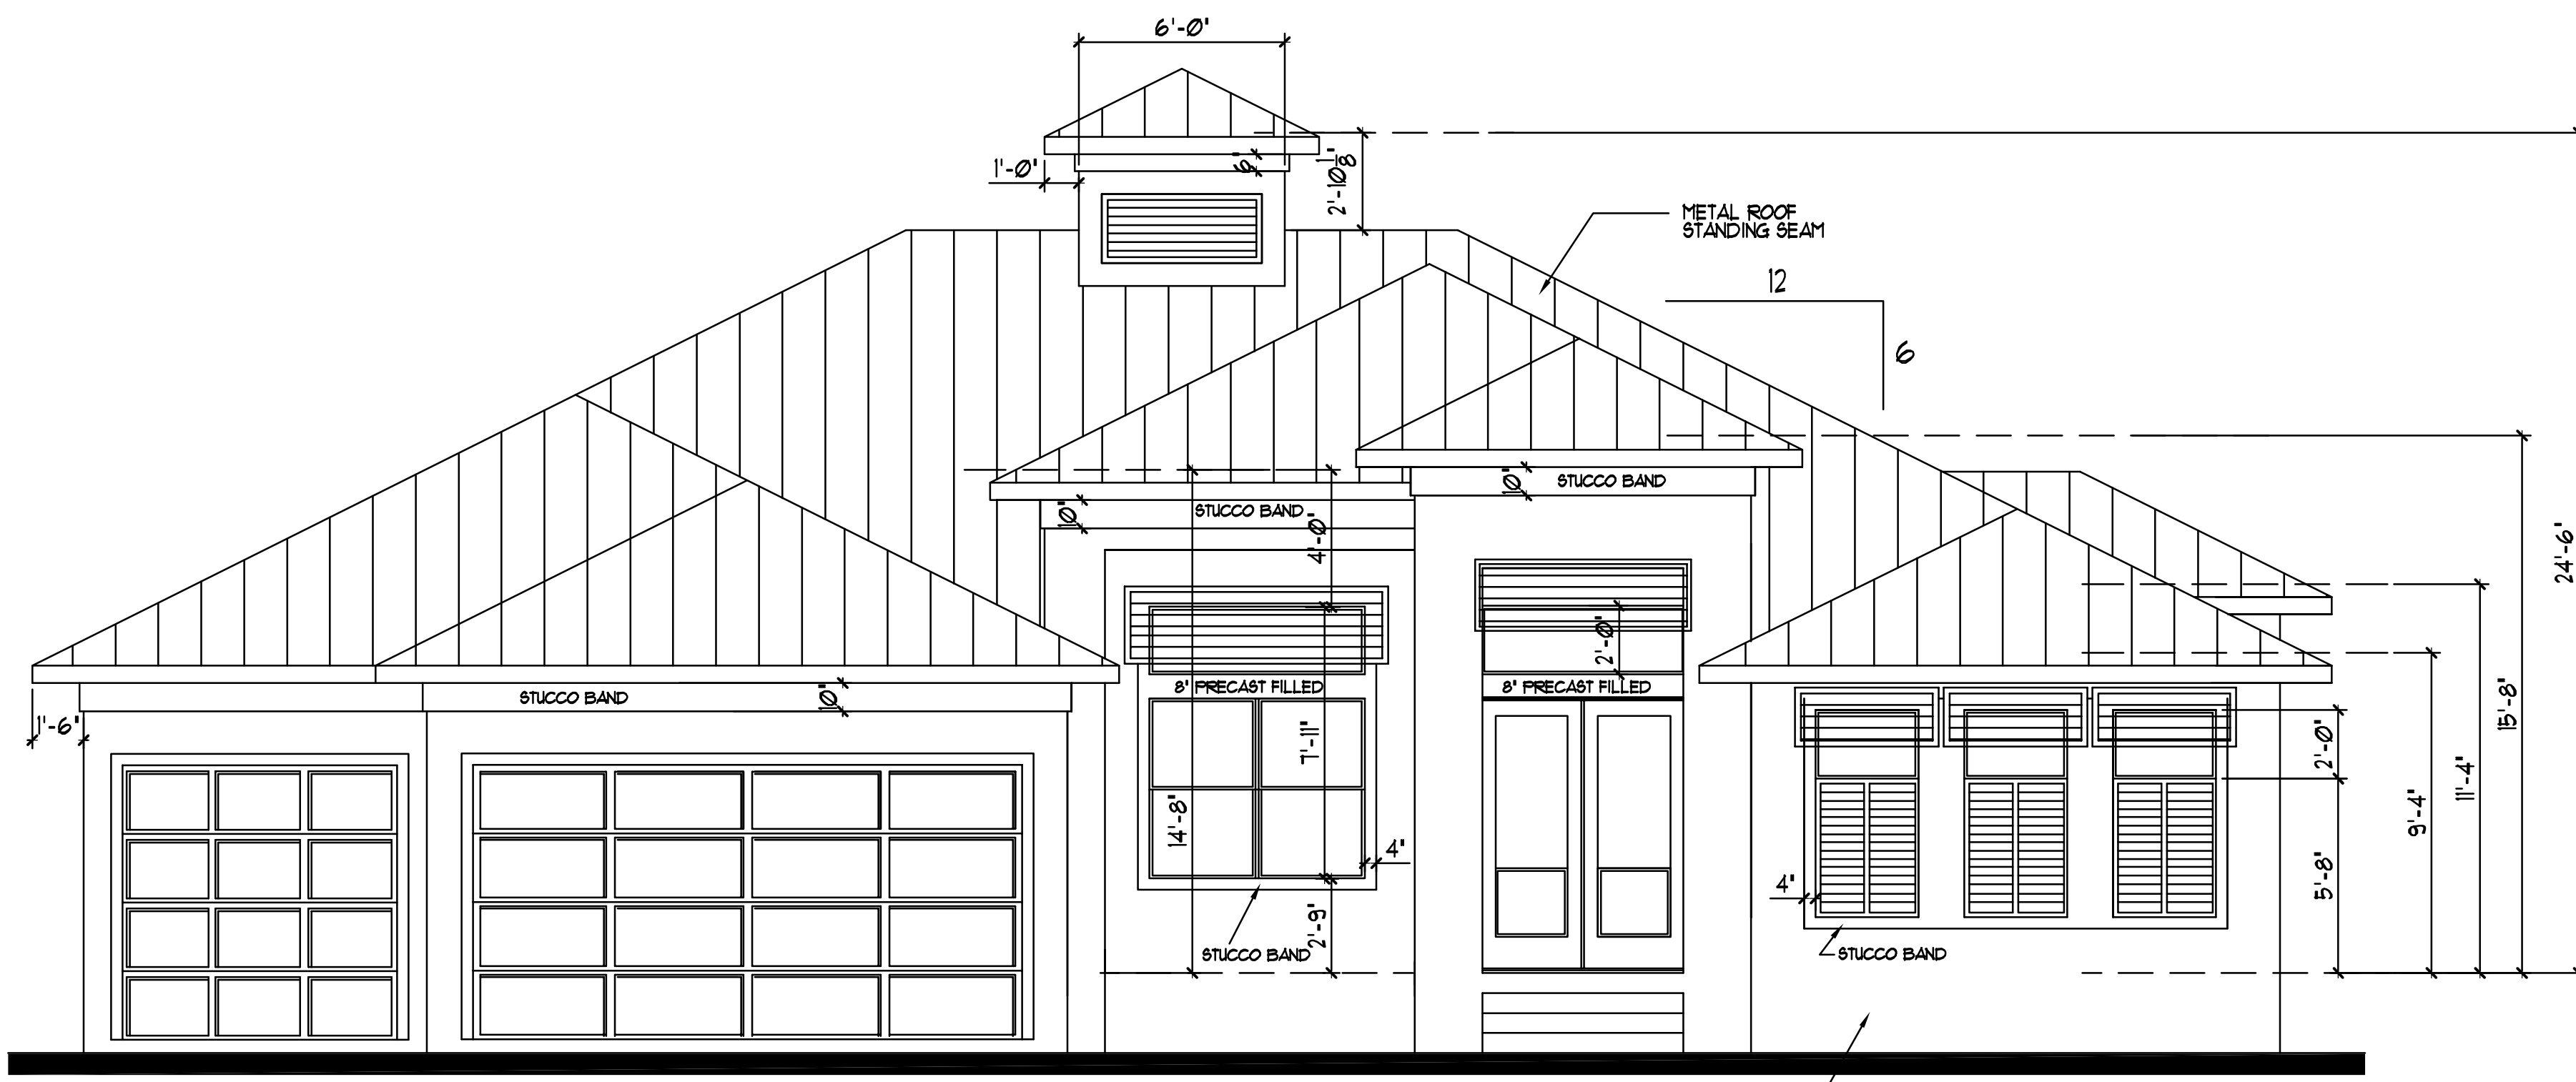 6'-0"
1'-0"
6"
2'-10 1/8"
METAL ROOF
STANDING SEAM
12
6
10"
STUCCO BAND
10"
STUCCO BAND
4'-0"
24'-6"
15'-8"
11'-4"
9'-4"
2'-0"
8" PRECAST FILLED
8" PRECAST FILLED
STUCCO BAND
10"
1'-6"
2'-0"
7'-11"
14'-8"
4"
5'-8"
4"
2'-9"
STUCCO BAND
STUCCO BAND